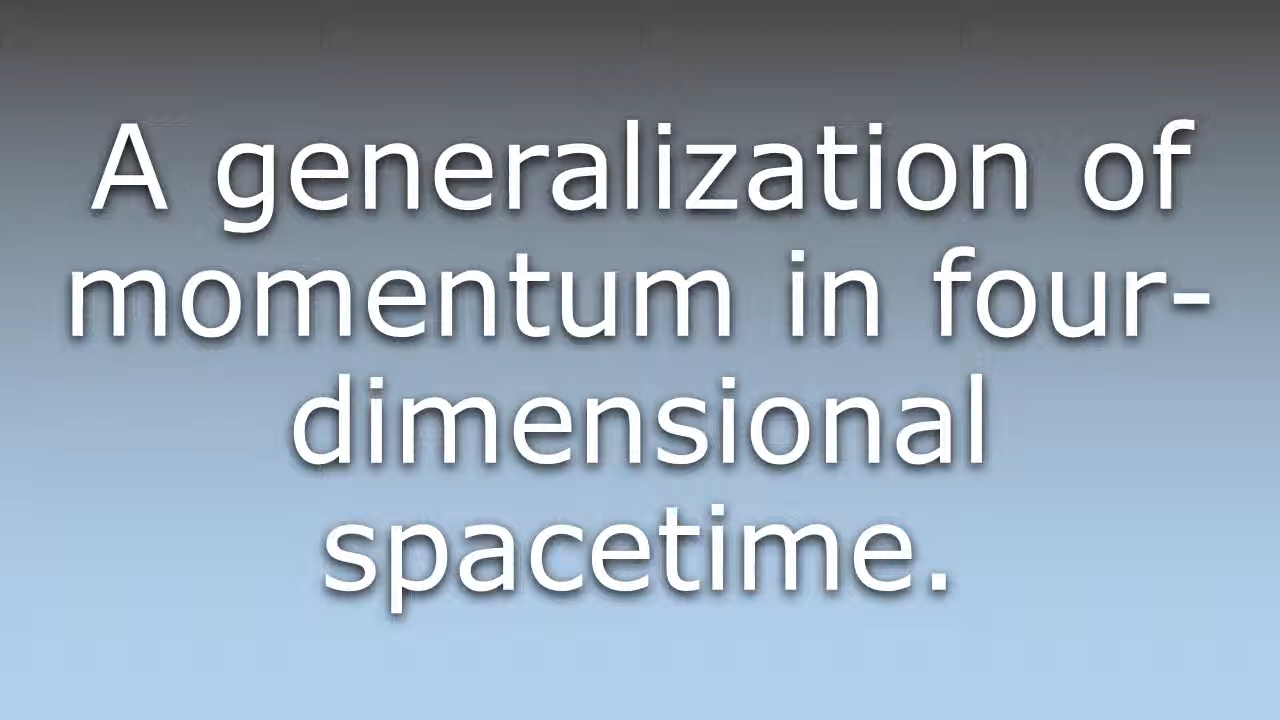 A generalization of
momentum in four-
dimensional
spacetime.